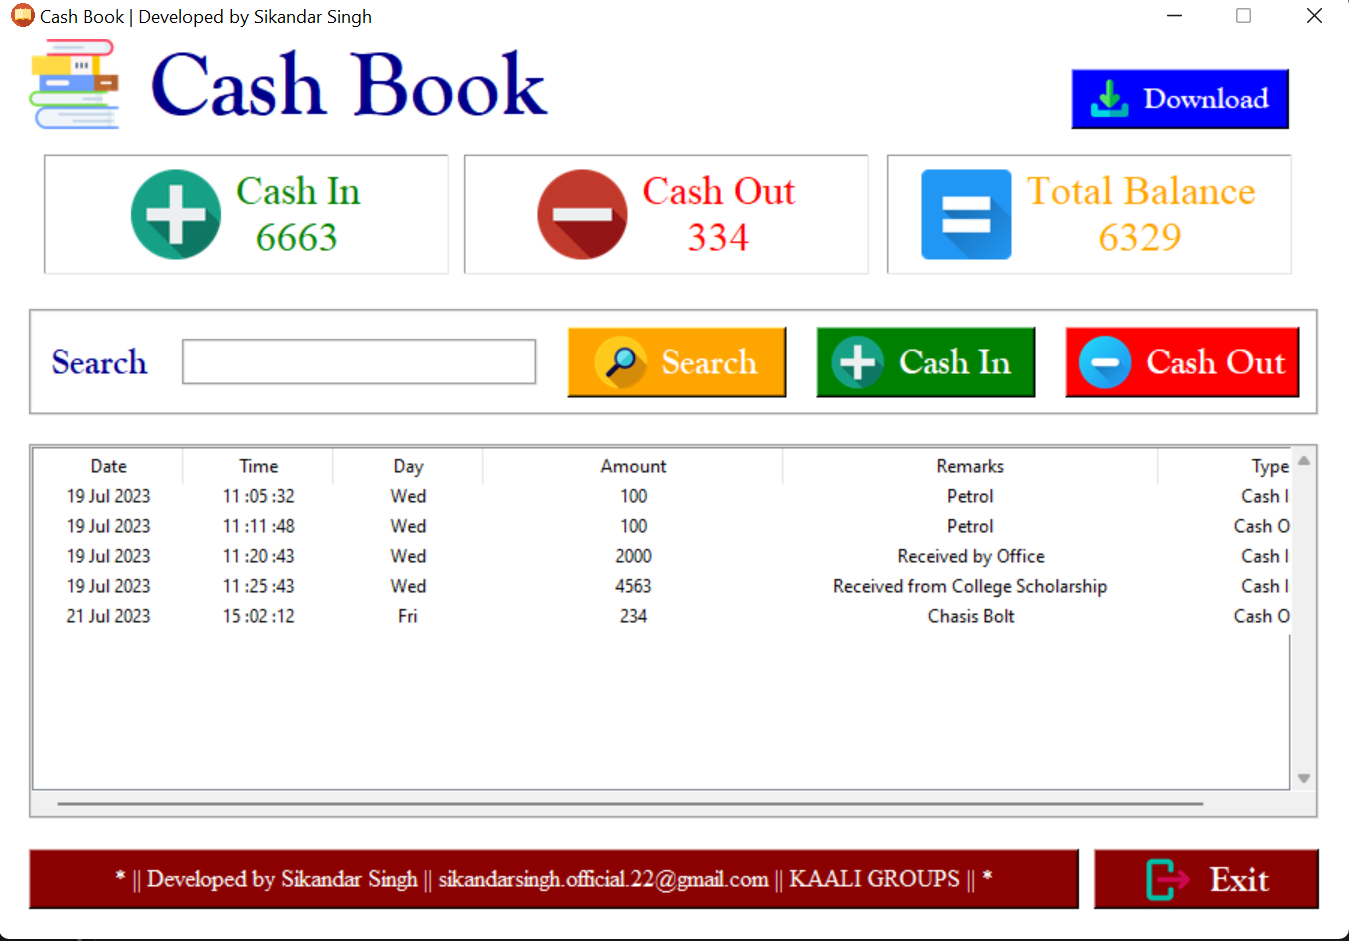 Cash Book | Developed by Sikandar Singh
Cash Book
Download
Cash In
6663
Cash Out
334
Total Balance
6329
Search
Search
Cash In
Cash Out
Date Time Day Amount Remarks Type
19 Jul 2023 11 :05 :32 Wed 100 Petrol Cash I
19 Jul 2023 11 :11 :48 Wed 100 Petrol Cash O
19 Jul 2023 11 :20 :43 Wed 2000 Received by Office Cash I
19 Jul 2023 11 :25 :43 Wed 4563 Received from College Scholarship Cash I
21 Jul 2023 15 :02 :12 Fri 234 Chasis Bolt Cash O
* || Developed by Sikandar Singh || sikandarsingh.official.22@gmail.com || KAALI GROUPS || *
Exit